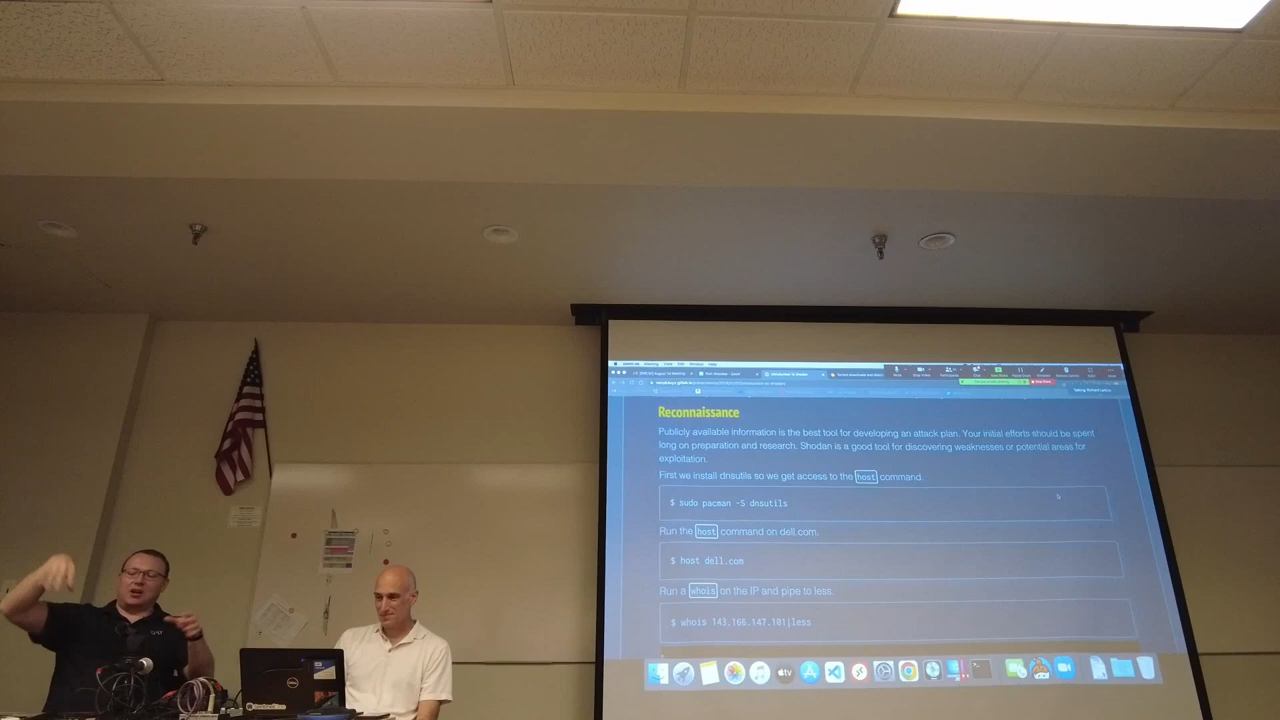 Reconnaissance
Publicly available information is the best tool for developing an attack plan. Your initial efforts should be spent
long on preparation and research. Shodan is a good tool for discovering weaknesses or potential areas for
exploitation.
First we install dnsutils so we get access to the host command.
$ sudo pacman -S dnsutils
Run the host command on dell.com.
$ host dell.com
Run a whois on the IP and pipe to less.
$ whois 143.166.147.101|less
DELL
SentinelOne